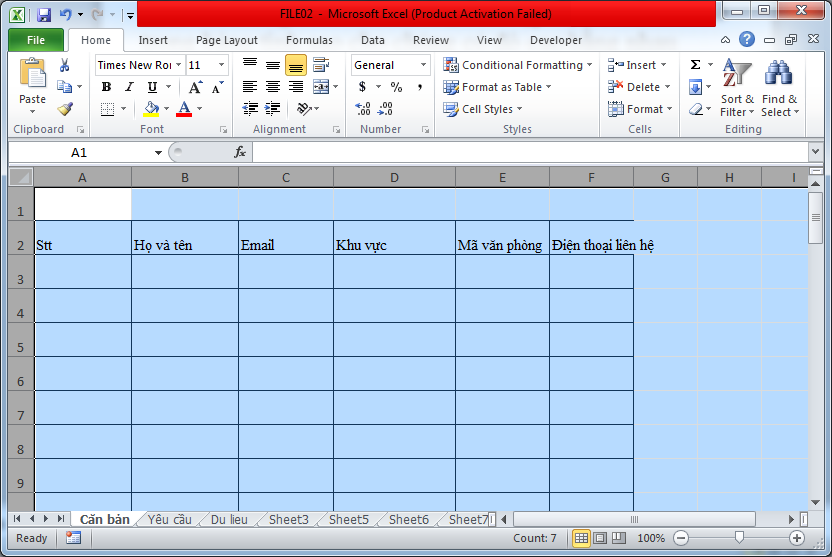 FILE02 - Microsoft Excel (Product Activation Failed)
File Home Insert Page Layout Formulas Data Review View Developer
Times New Ror 11 General Conditional Formatting Insert Σ
Paste B I U A A $ % , Format as Table Delete Sort & Filter Find & Select
A Cell Styles Format
Clipboard Font Alignment Number Styles Cells Editing
A1 fx
A B C D E F G H I
1
2 Stt Họ và tên Email Khu vực Mã văn phòng Điện thoại liên hệ
3
4
5
6
7
8
9
Căn bản Yêu cầu Du lieu Sheet3 Sheet5 Sheet6 Sheet7
Ready Count: 7 100%